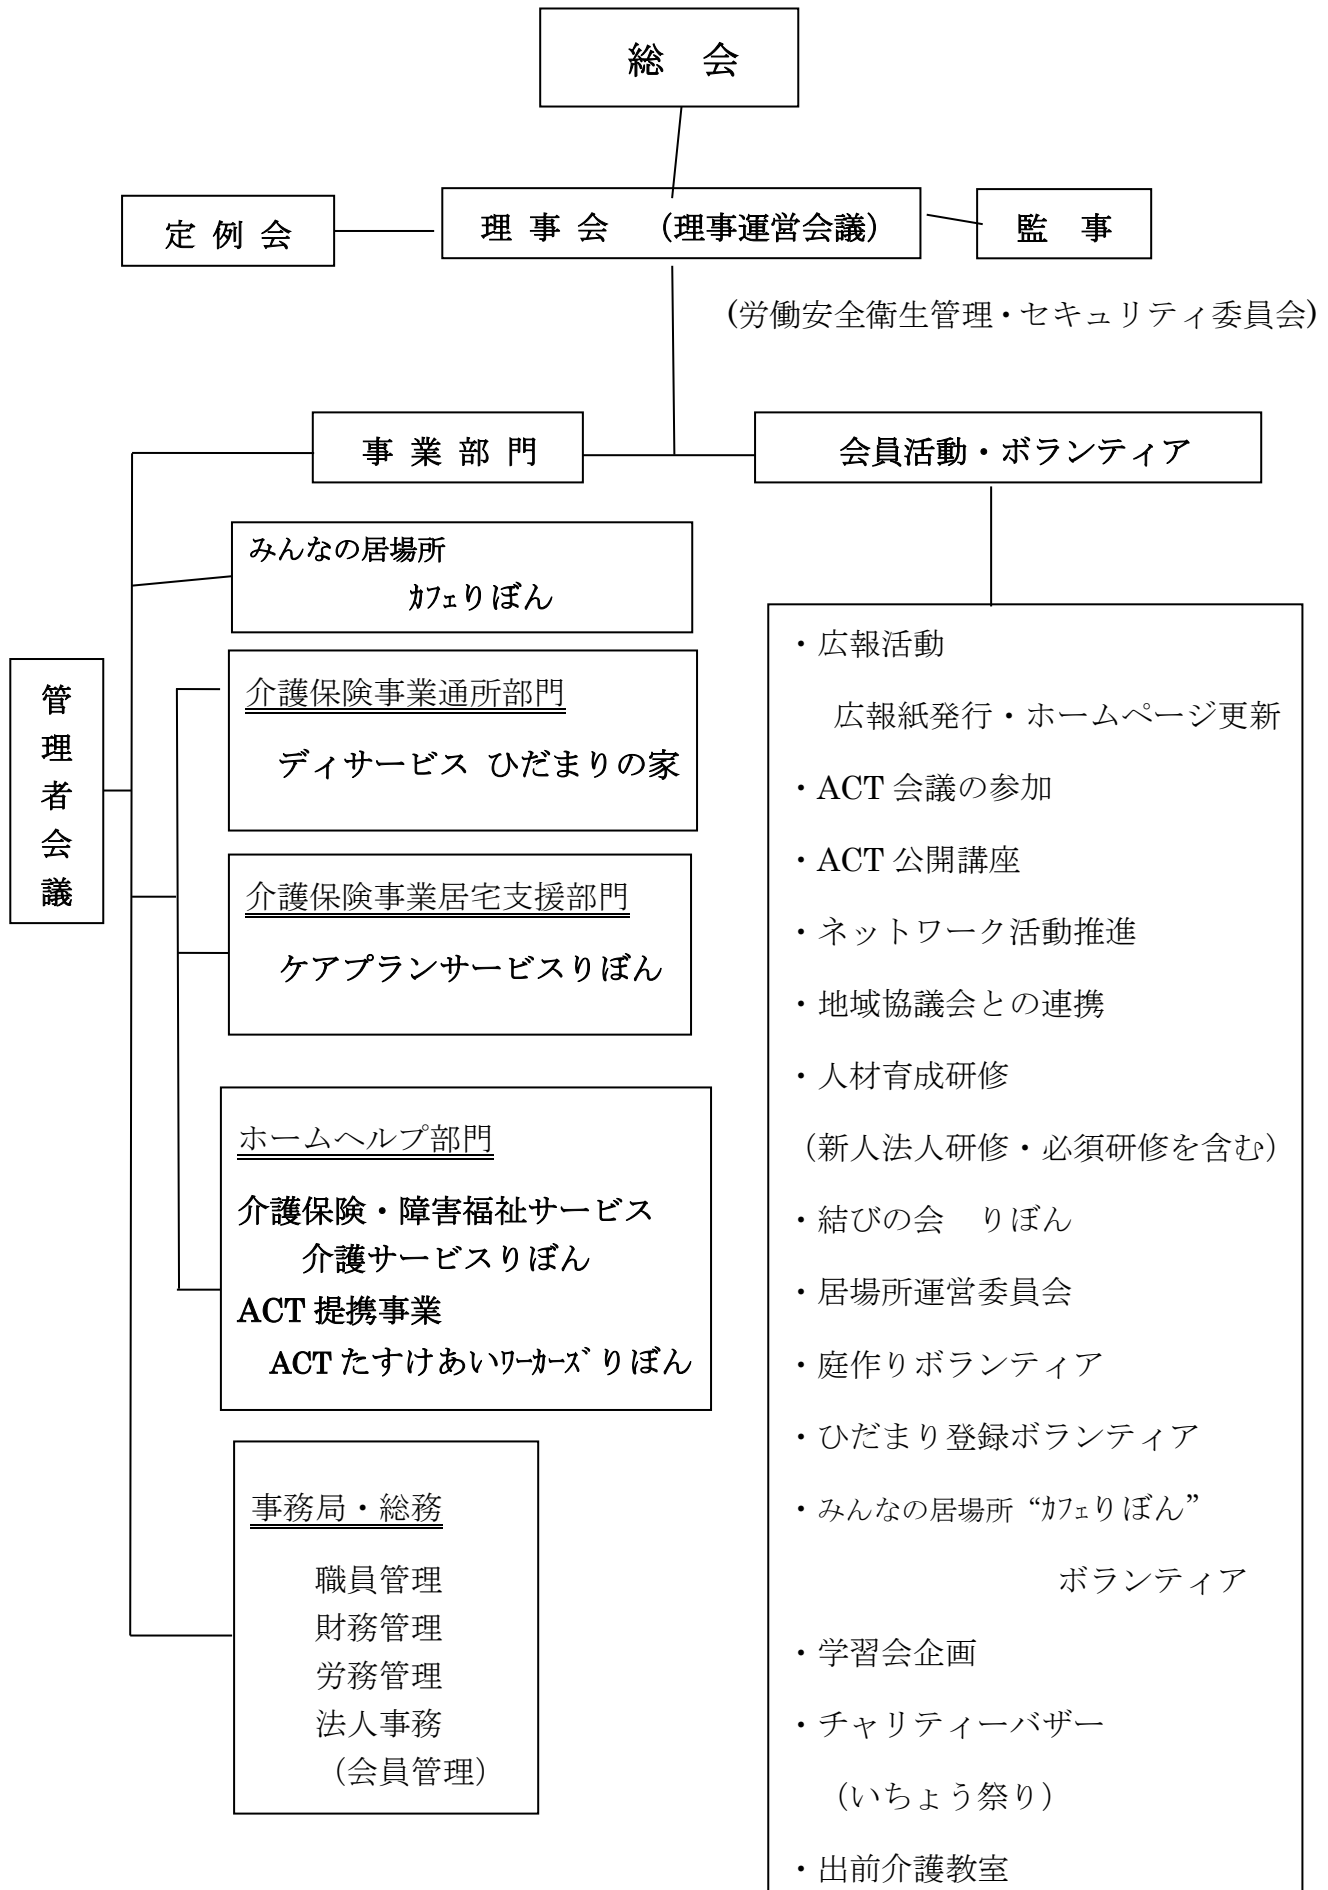 総　会
定 例 会
理 事 会　（理事運営会議）
監　事
(労働安全衛生管理・セキュリティ委員会)
事 業 部 門
会員活動・ボランティア
みんなの居場所
ｶﾌｪりぼん
管理者会議
介護保険事業通所部門
ディサービス ひだまりの家
介護保険事業居宅支援部門
ケアプランサービスりぼん
ホームヘルプ部門
介護保険・障害福祉サービス
介護サービスりぼん
ACT 提携事業
ACT たすけあいﾜｰｶｰｽﾞりぼん
事務局・総務
職員管理
財務管理
労務管理
法人事務
（会員管理）
・広報活動
広報紙発行・ホームページ更新
・ACT 会議の参加
・ACT 公開講座
・ネットワーク活動推進
・地域協議会との連携
・人材育成研修
（新人法人研修・必須研修を含む）
・結びの会　りぼん
・居場所運営委員会
・庭作りボランティア
・ひだまり登録ボランティア
・みんなの居場所 “ｶﾌｪりぼん”
ボランティア
・学習会企画
・チャリティーバザー
（いちょう祭り）
・出前介護教室